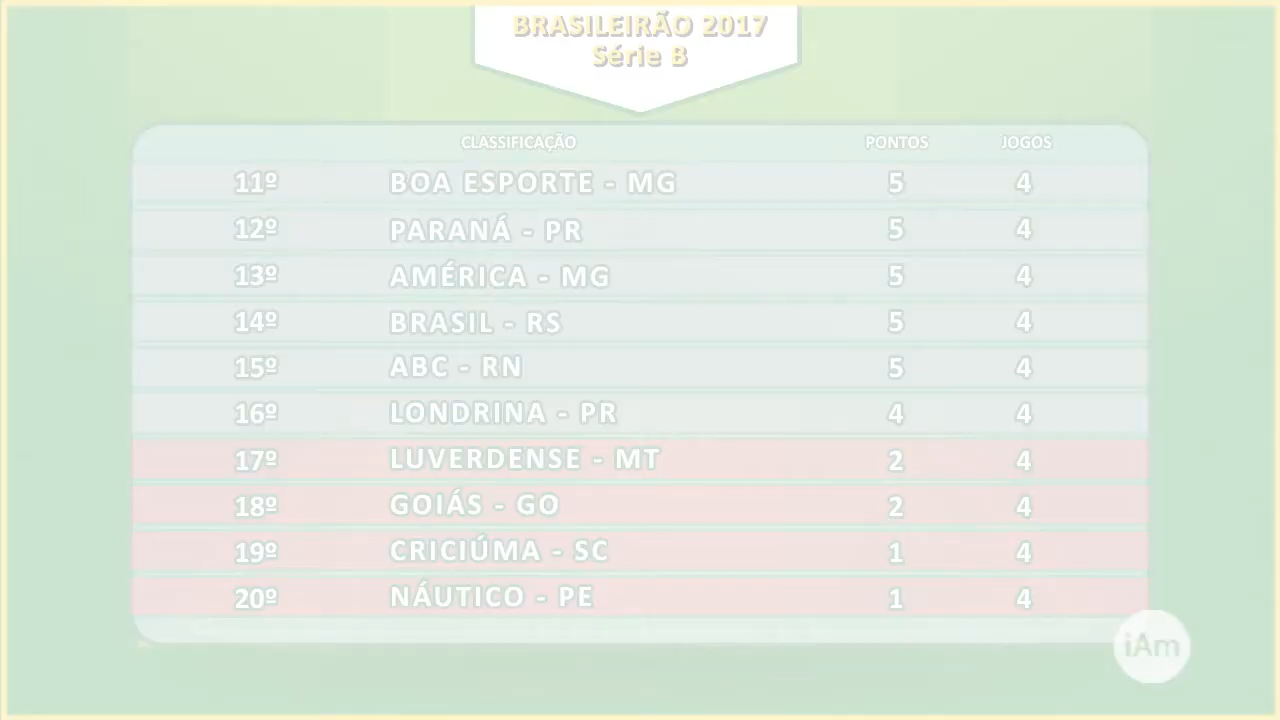 BRASILEIRÃO 2017
Série B
CLASSIFICAÇÃO PONTOS JOGOS
11º BOA ESPORTE - MG 5 4
12º PARANÁ - PR 5 4
13º AMÉRICA - MG 5 4
14º BRASIL - RS 5 4
15º ABC - RN 5 4
16º LONDRINA - PR 4 4
17º LUVERDENSE - MT 2 4
18º GOIÁS - GO 2 4
19º CRICIÚMA - SC 1 4
20º NÁUTICO - PE 1 4
iAm